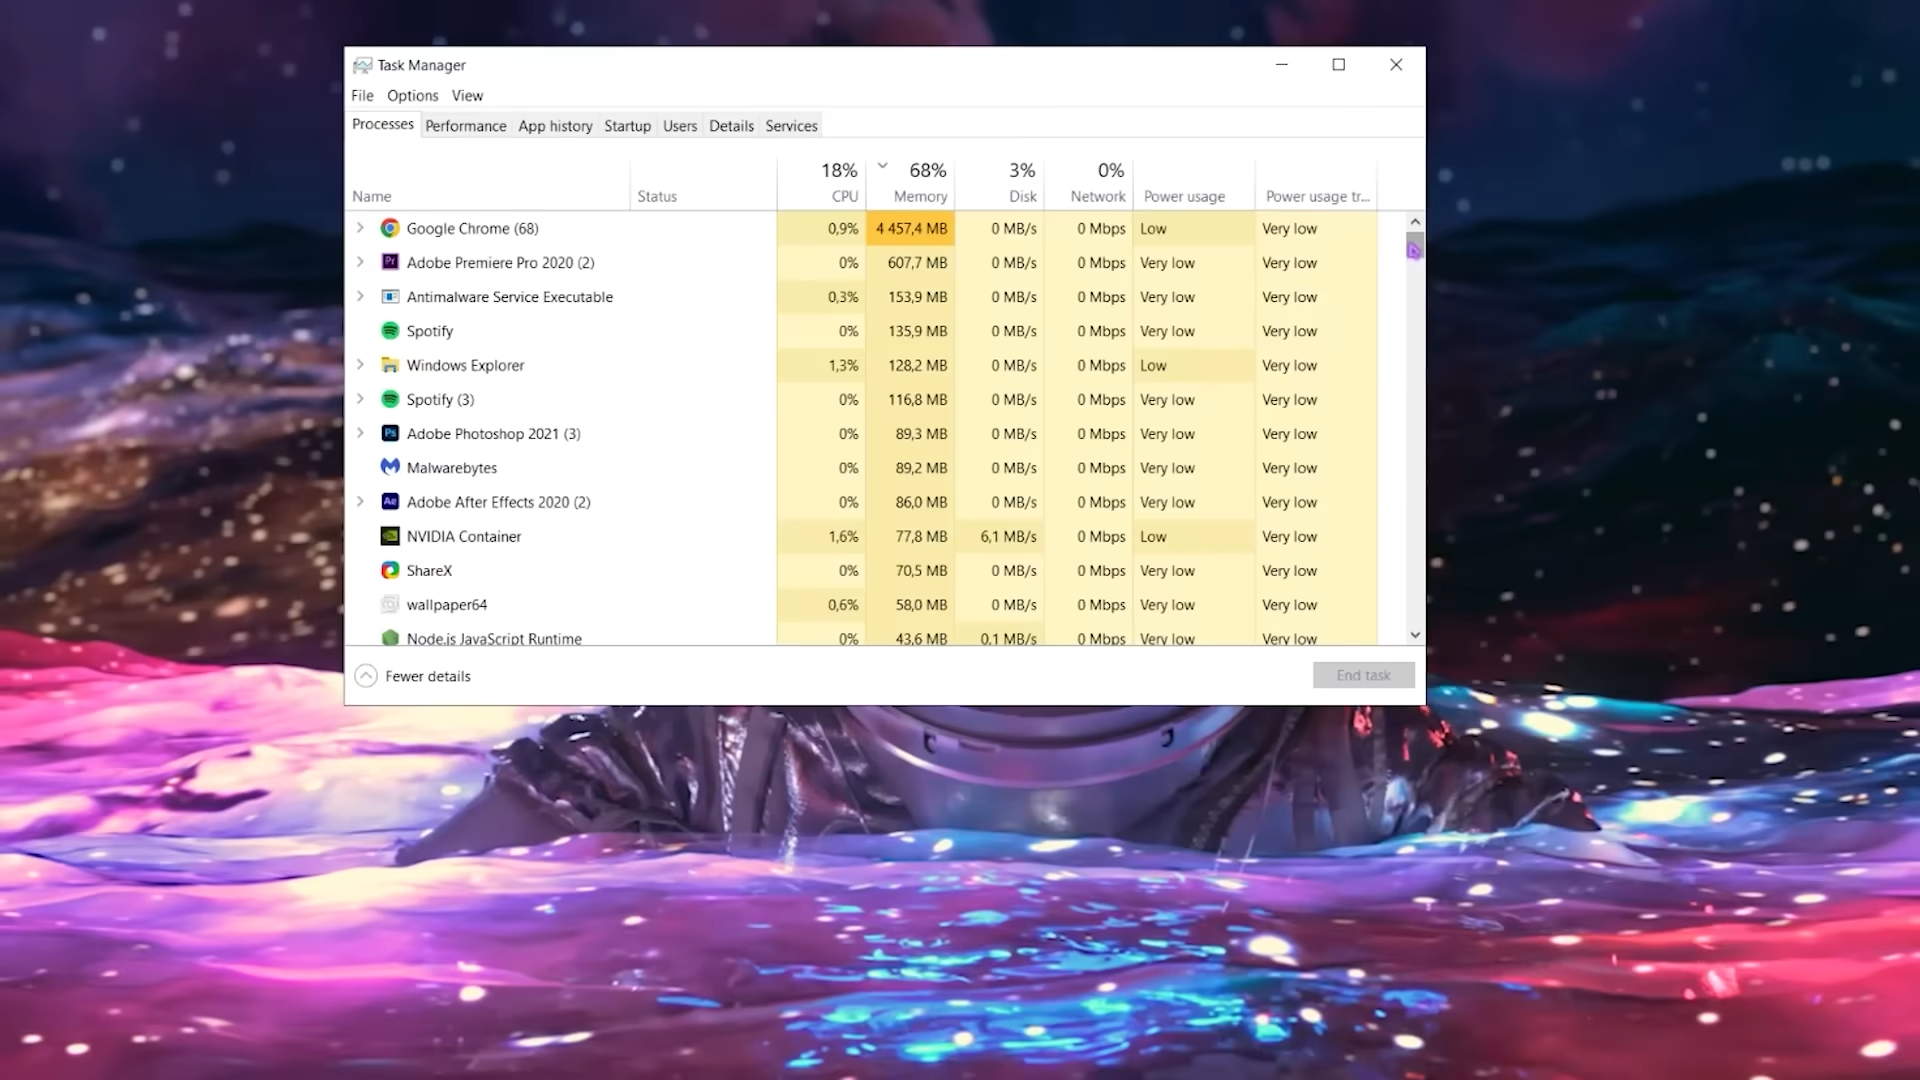 Task Manager
File Options View
Processes Performance App history Startup Users Details Services
18% 68% 3% 0%
Name Status CPU Memory Disk Network Power usage Power usage tr...
Google Chrome (68) 0,9% 4 457,4 MB 0 MB/s 0 Mbps Low Very low
Pr Adobe Premiere Pro 2020 (2) 0% 607,7 MB 0 MB/s 0 Mbps Very low Very low
Antimalware Service Executable 0,3% 153,9 MB 0 MB/s 0 Mbps Very low Very low
Spotify 0% 135,9 MB 0 MB/s 0 Mbps Very low Very low
Windows Explorer 1,3% 128,2 MB 0 MB/s 0 Mbps Low Very low
Spotify (3) 0% 116,8 MB 0 MB/s 0 Mbps Very low Very low
Ps Adobe Photoshop 2021 (3) 0% 89,3 MB 0 MB/s 0 Mbps Very low Very low
Malwarebytes 0% 89,2 MB 0 MB/s 0 Mbps Very low Very low
Ae Adobe After Effects 2020 (2) 0% 86,0 MB 0 MB/s 0 Mbps Very low Very low
NVIDIA Container 1,6% 77,8 MB 6,1 MB/s 0 Mbps Low Very low
ShareX 0% 70,5 MB 0 MB/s 0 Mbps Very low Very low
wallpaper64 0,6% 58,0 MB 0 MB/s 0 Mbps Very low Very low
Node.js JavaScript Runtime 0% 43,6 MB 0,1 MB/s 0 Mbps Very low Very low
Fewer details End task